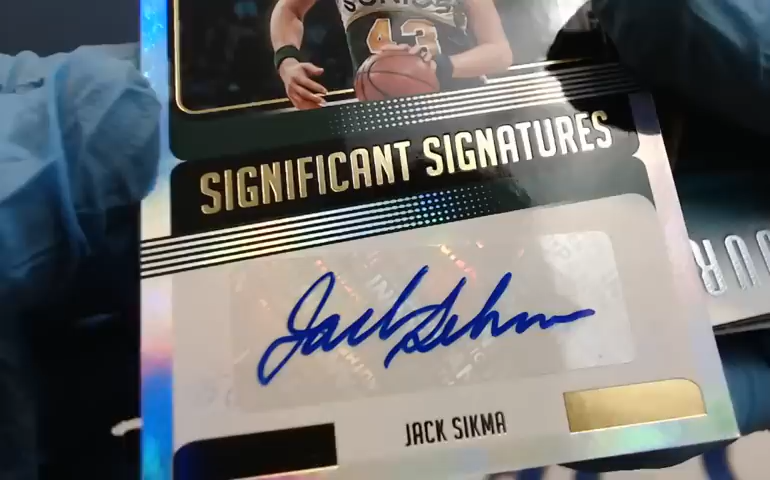 SONICS
43
SIGNIFICANT SIGNATURES
Jack Sikma
JACK SIKMA